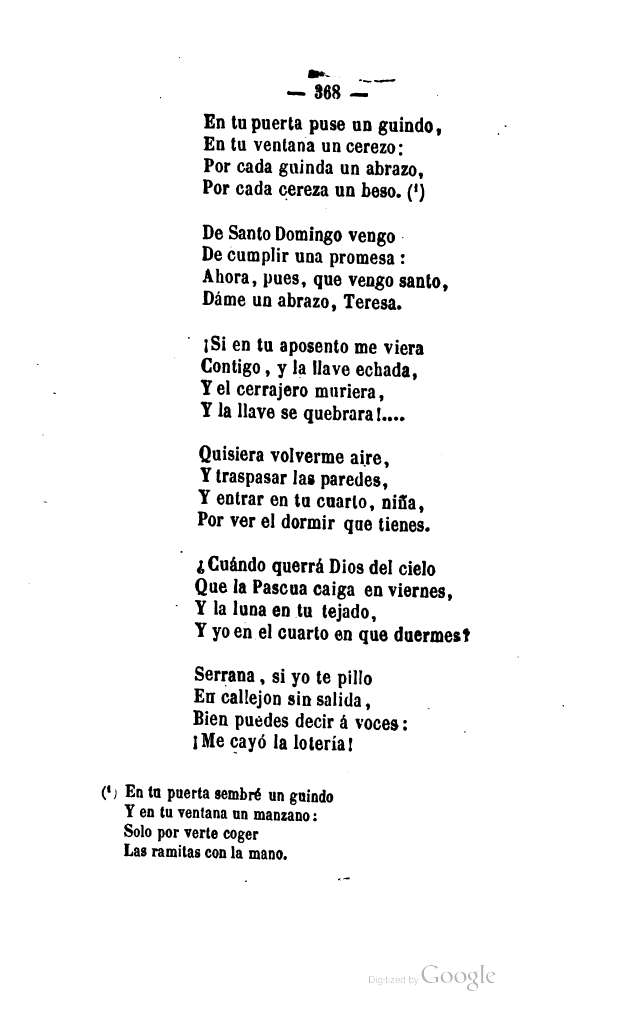 — 368 —
En tu puerta puse un guindo,
En tu ventana un cerezo:
Por cada guinda un abrazo,
Por cada cereza un beso. (¹)
De Santo Domingo vengo
De cumplir una promesa :
Ahora, pues, que vengo santo,
Dáme un abrazo, Teresa.
¡Si en tu aposento me viera
Contigo, y la llave echada,
Y el cerrajero muriera,
Y la llave se quebrara!....
Quisiera volverme aire,
Y traspasar las paredes,
Y entrar en tu cuarto, niña,
Por ver el dormir que tienes.
¿Cuándo querrá Dios del cielo
Que la Pascua caiga en viernes,
Y la luna en tu tejado,
Y yo en el cuarto en que duermes?
Serrana, si yo te pillo
En callejon sin salida,
Bien puedes decir á voces:
¡Me cayó la lotería!
(¹) En tu puerta sembré un guindo
Y en tu ventana un manzano:
Solo por verte coger
Las ramitas con la mano.
Digitized by Google